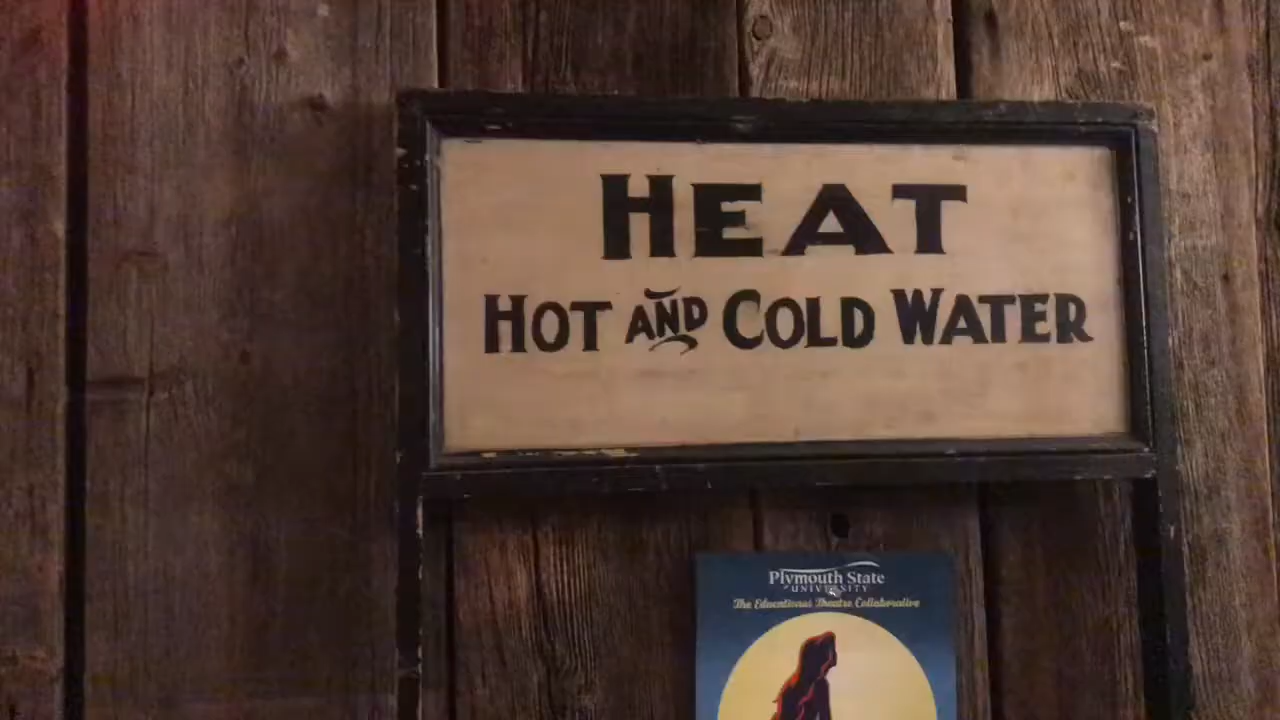 HEAT
HOT AND COLD WATER
Plymouth State
UNIVERSITY
The Educational Theatre Collaborative